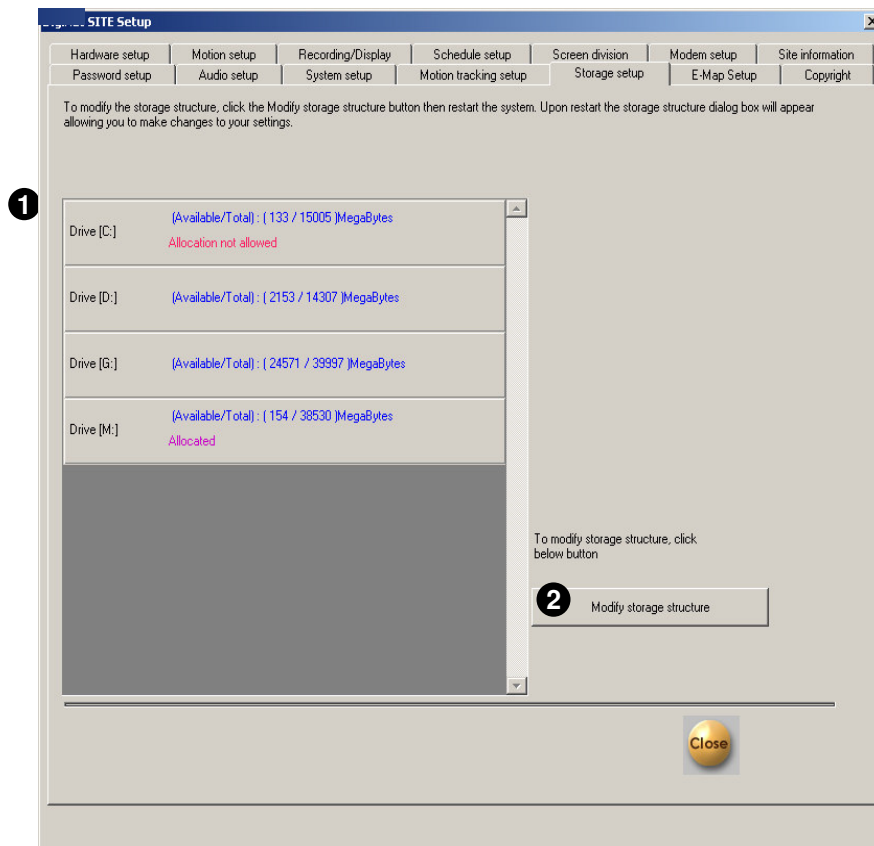 SITE Setup
Hardware setup Motion setup Recording/Display Schedule setup Screen division Modem setup Site information
Password setup Audio setup System setup Motion tracking setup Storage setup E-Map Setup Copyright
To modify the storage structure, click the Modify storage structure button then restart the system. Upon restart the storage structure dialog box will appear
allowing you to make changes to your settings.
1
Drive [C:] (Available/Total) : ( 133 / 15005 )MegaBytes
Allocation not allowed
Drive [D:] (Available/Total) : ( 2153 / 14307 )MegaBytes
Drive [G:] (Available/Total) : ( 24571 / 39997 )MegaBytes
Drive [M:] (Available/Total) : ( 154 / 38530 )MegaBytes
Allocated
To modify storage structure, click
below button
2 Modify storage structure
Close